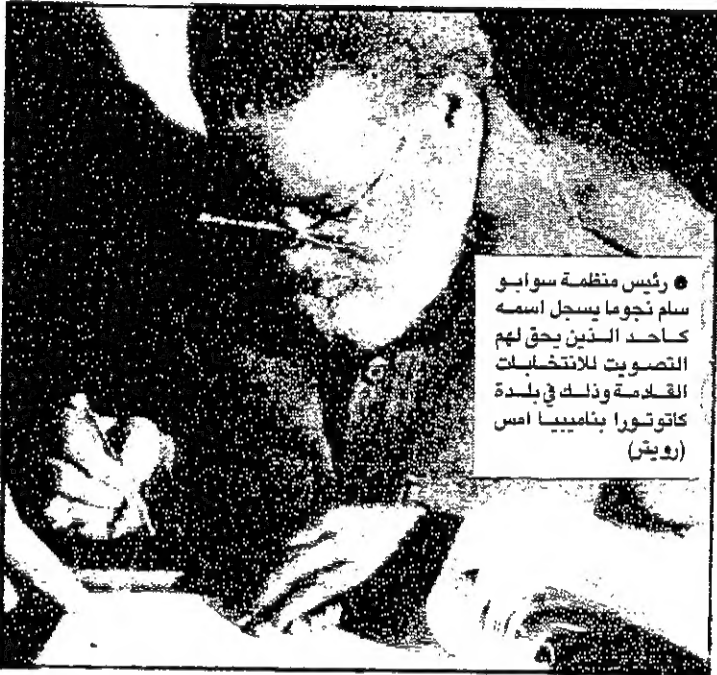 ● رئيس منظمة سوابو
سام نجوما يسجل اسمه
كاحد الذين يحق لهم
التصويت للانتخابات
القادمة وذلك في بلدة
كاتوتورا بناميبيا امس
(رويتر)